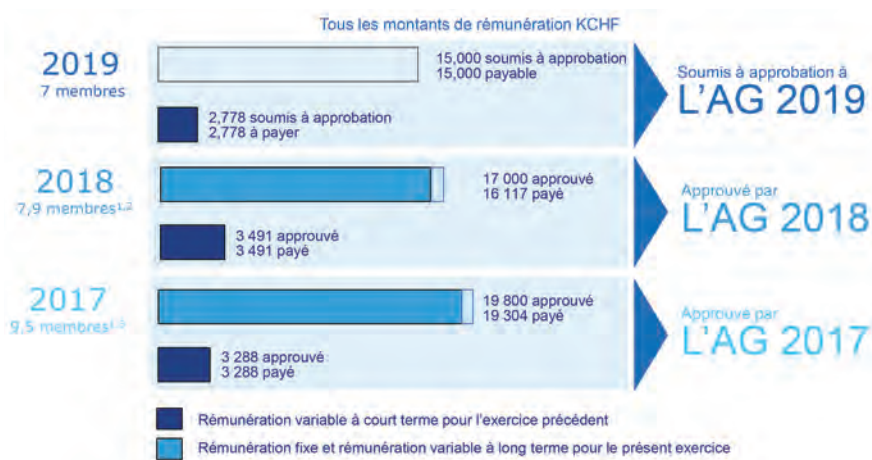 Tous les montants de rémunération KCHF
2019
7 membres
15,000 soumis à approbation
15,000 payable
2,778 soumis à approbation
2,778 à payer
Soumis à approbation à
L'AG 2019
2018
7,9 membres¹,²
17 000 approuvé
16 117 payé
3 491 approuvé
3 491 payé
Approuvé par
L'AG 2018
2017
9,5 membres¹,³
19 800 approuvé
19 304 payé
3 288 approuvé
3 288 payé
Approuvé par
L'AG 2017
Rémunération variable à court terme pour l'exercice précédent
Rémunération fixe et rémunération variable à long terme pour le présent exercice